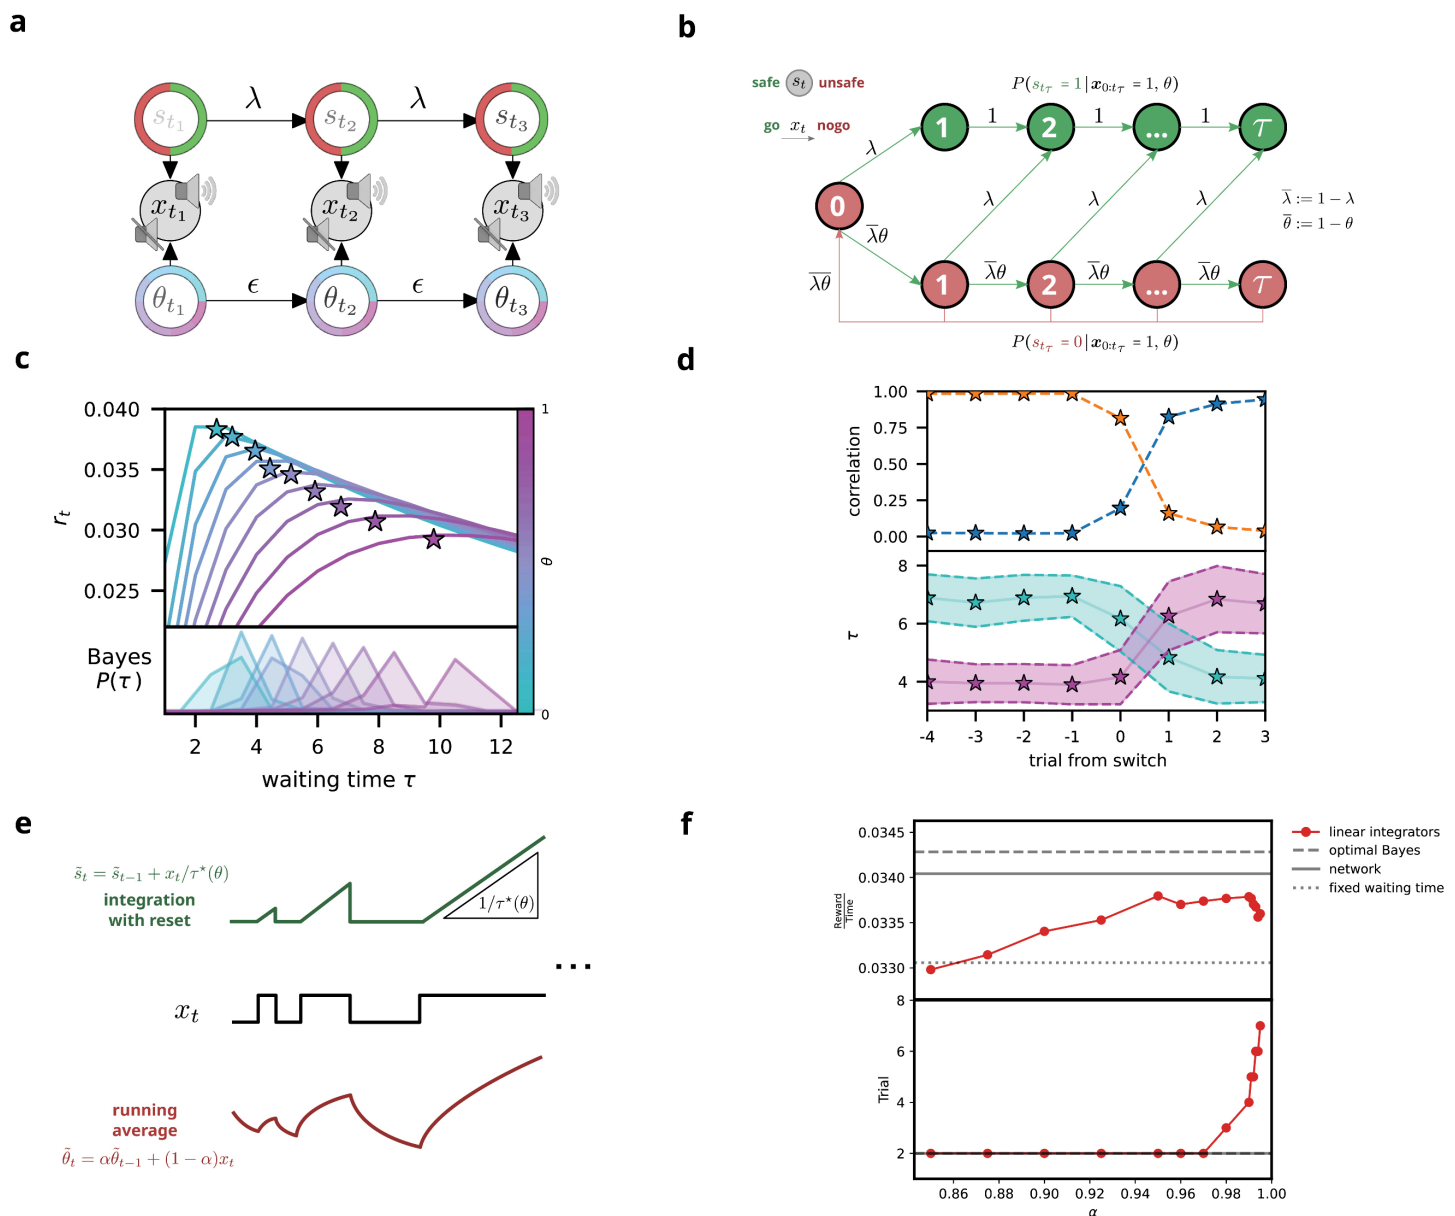 a
λ
λ
s_{t_1}
s_{t_2}
s_{t_3}
x_{t_1}
x_{t_2}
x_{t_3}
ϵ
ϵ
θ_{t_1}
θ_{t_2}
θ_{t_3}
b
safe s_t unsafe
go x_t nogo
P(s_{t_τ} = 1 | x_{0:t_τ} = 1, θ)
1 1 2 1 ... 1 τ
λ
0
λ λ λ
λ̅ := 1 − λ
θ̅ := 1 − θ
λ̅θ
λ̅θ̅
1 λ̅θ 2 λ̅θ ... λ̅θ τ
P(s_{t_τ} = 0 | x_{0:t_τ} = 1, θ)
c
0.040
0.035
0.030
0.025
r_t
1
θ
0
Bayes
P(τ)
2 4 6 8 10 12
waiting time τ
d
1.00
0.75
0.50
0.25
0.00
correlation
8
6
4
τ
-4 -3 -2 -1 0 1 2 3
trial from switch
e
s̃_t = s̃_{t−1} + x_t/τ*(θ)
integration
with reset
1/τ*(θ)
...
x_t
running
average
θ̃_t = αθ̃_{t−1} + (1 − α)x_t
f
0.0345
0.0340
0.0335
0.0330
Reward
Time
linear integrators
optimal Bayes
network
fixed waiting time
8
6
4
2
Trial
0.86 0.88 0.90 0.92 0.94 0.96 0.98 1.00
α